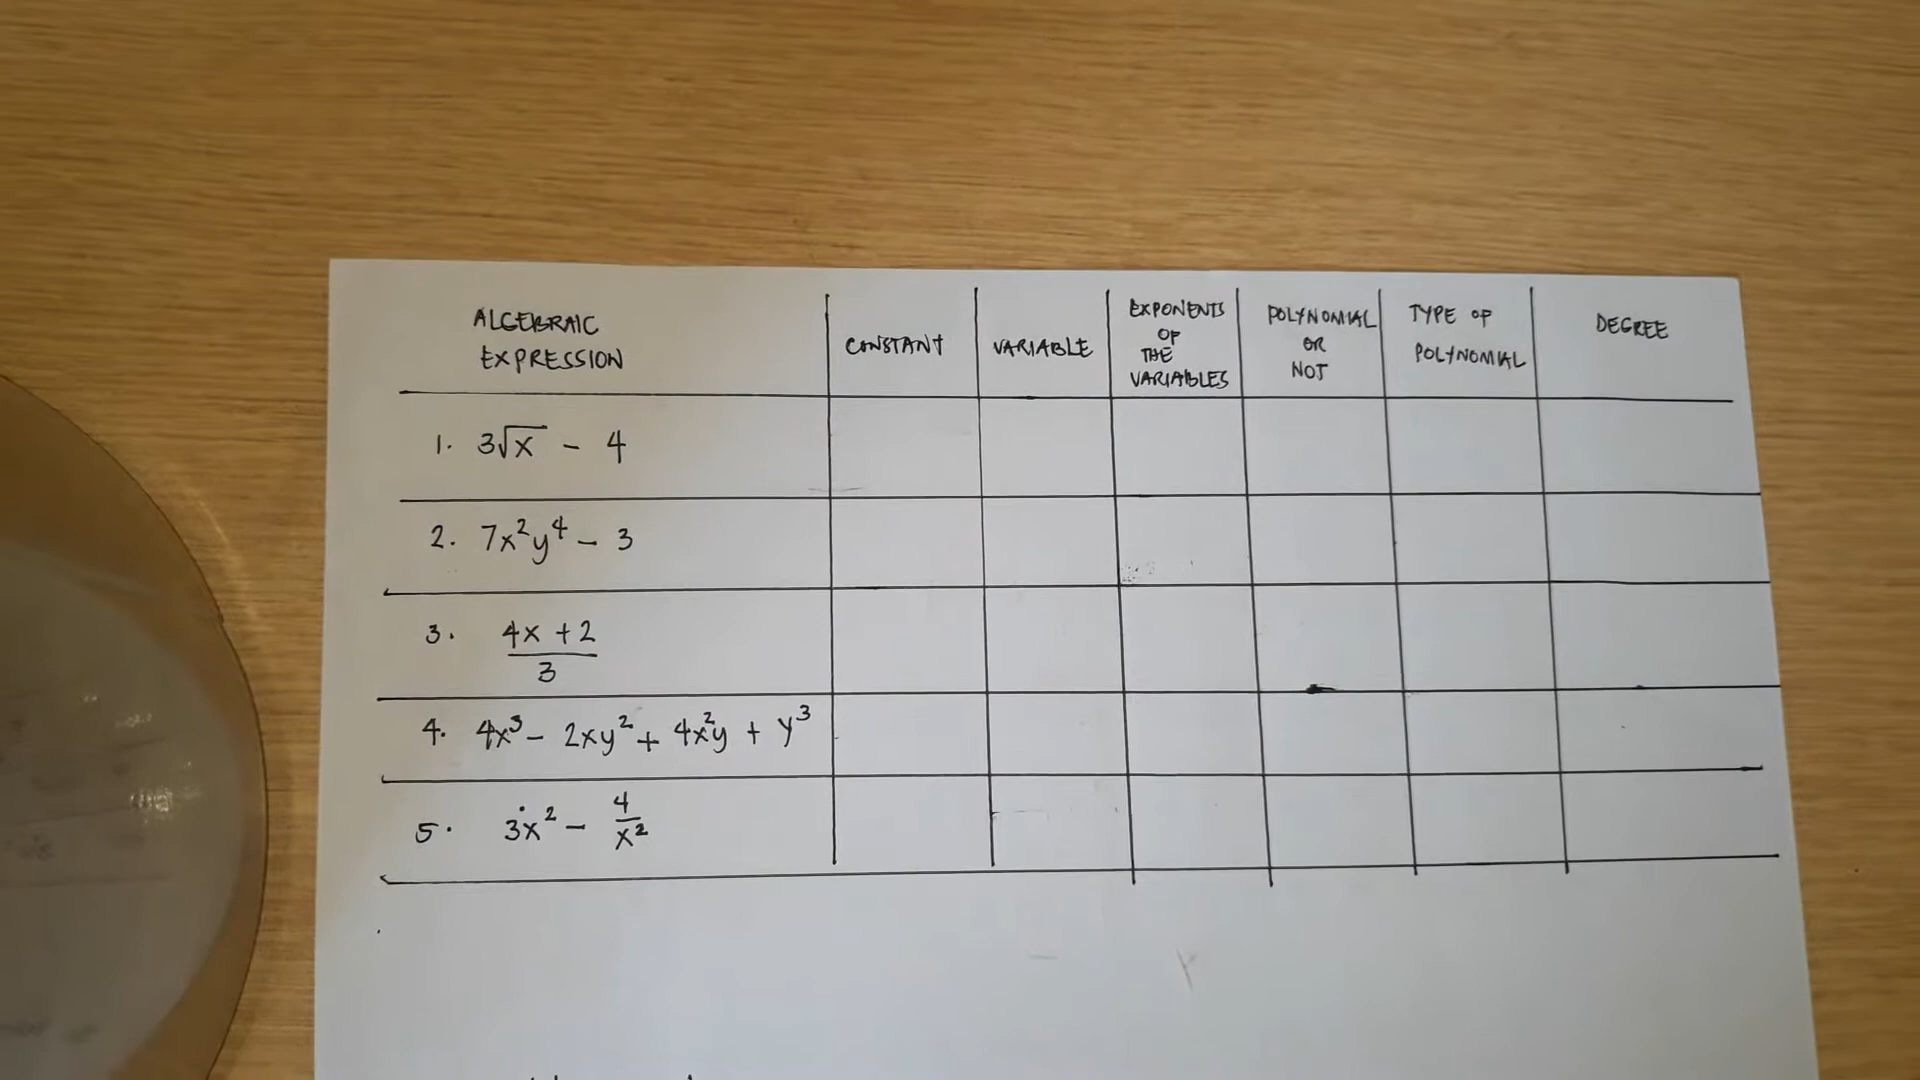 ALGEBRAIC
EXPRESSION
CONSTANT
VARIABLE
EXPONENTS
OF
THE
VARIABLES
POLYNOMIAL
OR
NOT
TYPE OF
POLYNOMIAL
DEGREE
1. 3√x - 4
2. 7x²y⁴ - 3
3. 4x + 2
3
4. 4x³ - 2xy² + 4x²y + y³
5. 3x² - 4/x²